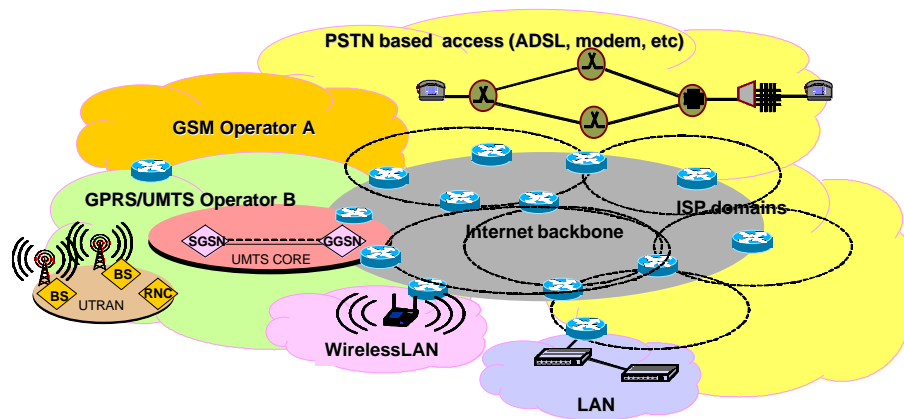 PSTN based access (ADSL, modem, etc)
GSM Operator A
GPRS/UMTS Operator B
ISP domains
Internet backbone
SGSN
GGSN
UMTS CORE
BS
BS
RNC
UTRAN
WirelessLAN
LAN